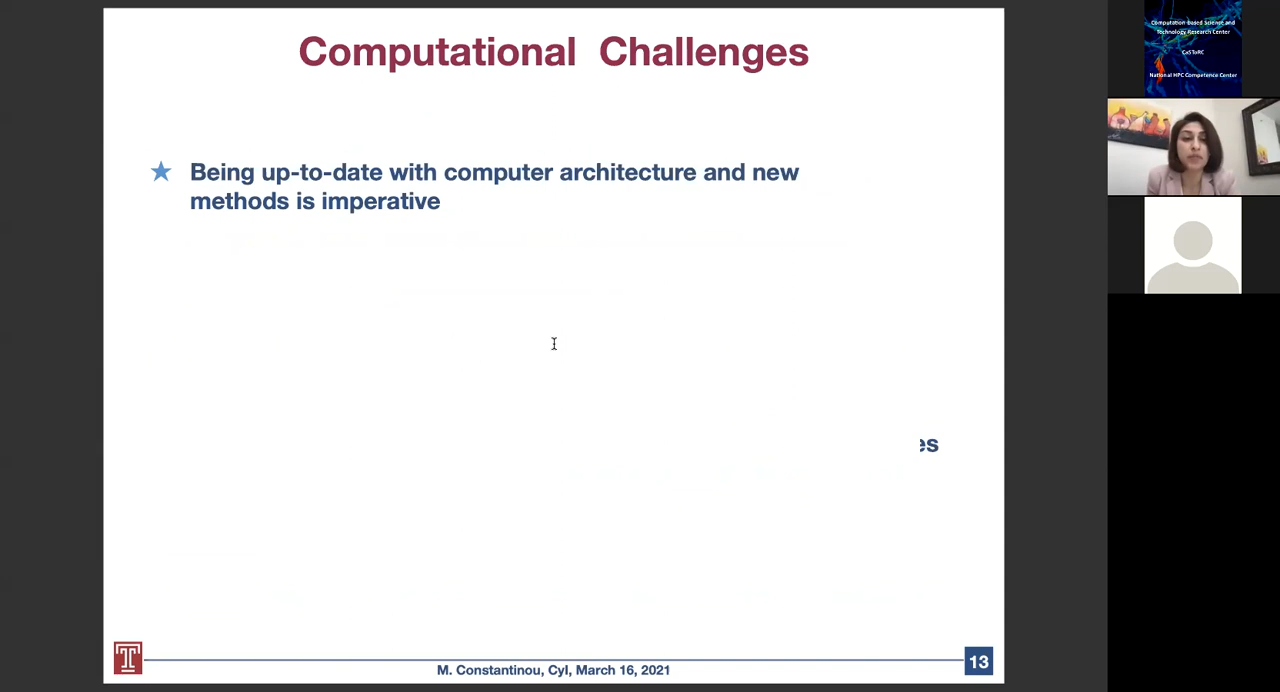 Computational Challenges
★ Being up-to-date with computer architecture and new
methods is imperative
es
M. Constantinou, CyI, March 16, 2021
13
Computation-based Science and
Technology Research Center
CaSToRC
National HPC Competence Center